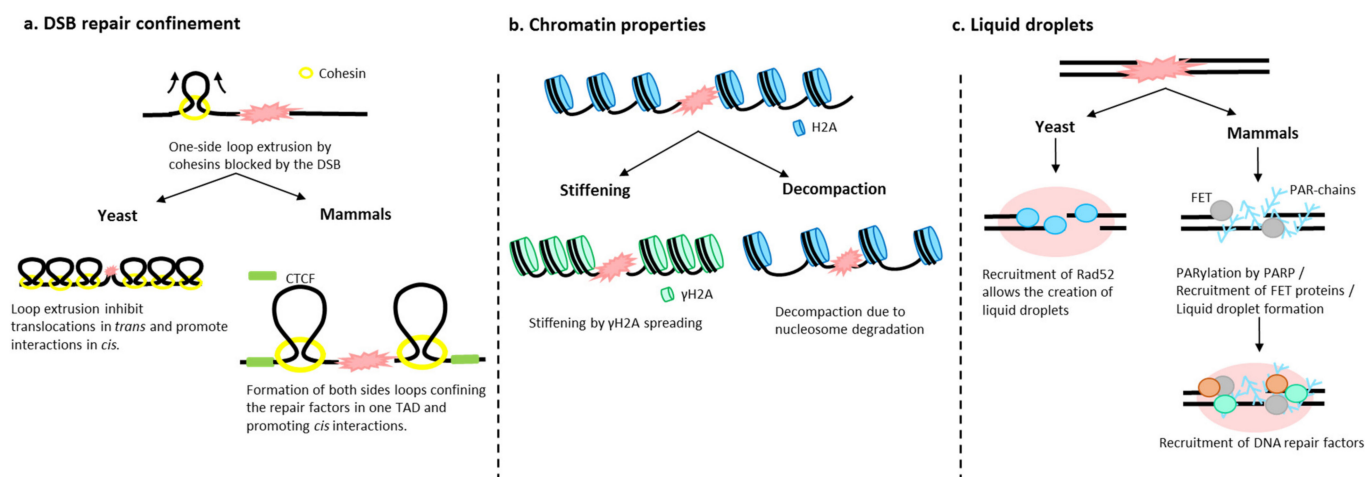 a. DSB repair confinement
Cohesin
One-side loop extrusion by
cohesins blocked by the DSB
Yeast
Mammals
CTCF
Loop extrusion inhibit
translocations in trans and promote
interactions in cis.
Formation of both sides loops confining
the repair factors in one TAD and
promoting cis interactions.
b. Chromatin properties
H2A
Stiffening
Decompaction
γH2A
Stiffening by γH2A spreading
Decompaction due to
nucleosome degradation
c. Liquid droplets
Yeast
Mammals
FET
PAR-chains
Recruitment of Rad52
allows the creation of
liquid droplets
PARylation by PARP /
Recruitment of FET proteins /
Liquid droplet formation
Recruitment of DNA repair factors